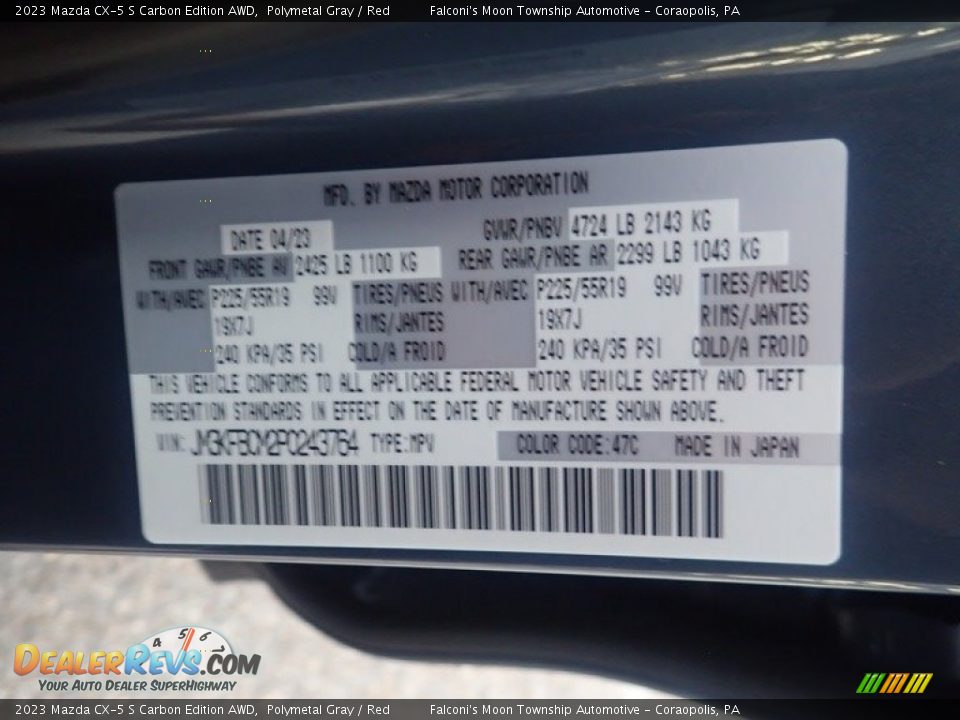 2023 Mazda CX-5 S Carbon Edition AWD,  Polymetal Gray / Red    Falconi's Moon Township Automotive - Coraopolis, PA
MFD. BY MAZDA MOTOR CORPORATION
DATE 04/23    GVWR/PNBV 4724 LB 2143 KG
FRONT GAWR/PNBE AV 2425 LB 1100 KG    REAR GAWR/PNBE AR 2299 LB 1043 KG
WITH/AVEC P225/55R19 99V TIRES/PNEUS WITH/AVEC P225/55R19 99V TIRES/PNEUS
19X7J RIMS/JANTES 19X7J RIMS/JANTES
240 KPA/35 PSI COLD/A FROID 240 KPA/35 PSI COLD/A FROID
THIS VEHICLE CONFORMS TO ALL APPLICABLE FEDERAL MOTOR VEHICLE SAFETY AND THEFT
PREVENTION STANDARDS IN EFFECT ON THE DATE OF MANUFACTURE SHOWN ABOVE.
VIN: JM3KFBCM2P0243764 TYPE:MPV COLOR CODE:47C MADE IN JAPAN
4 5 6
DEALERREVS.COM
YOUR AUTO DEALER SUPERHIGHWAY
2023 Mazda CX-5 S Carbon Edition AWD,  Polymetal Gray / Red    Falconi's Moon Township Automotive - Coraopolis, PA